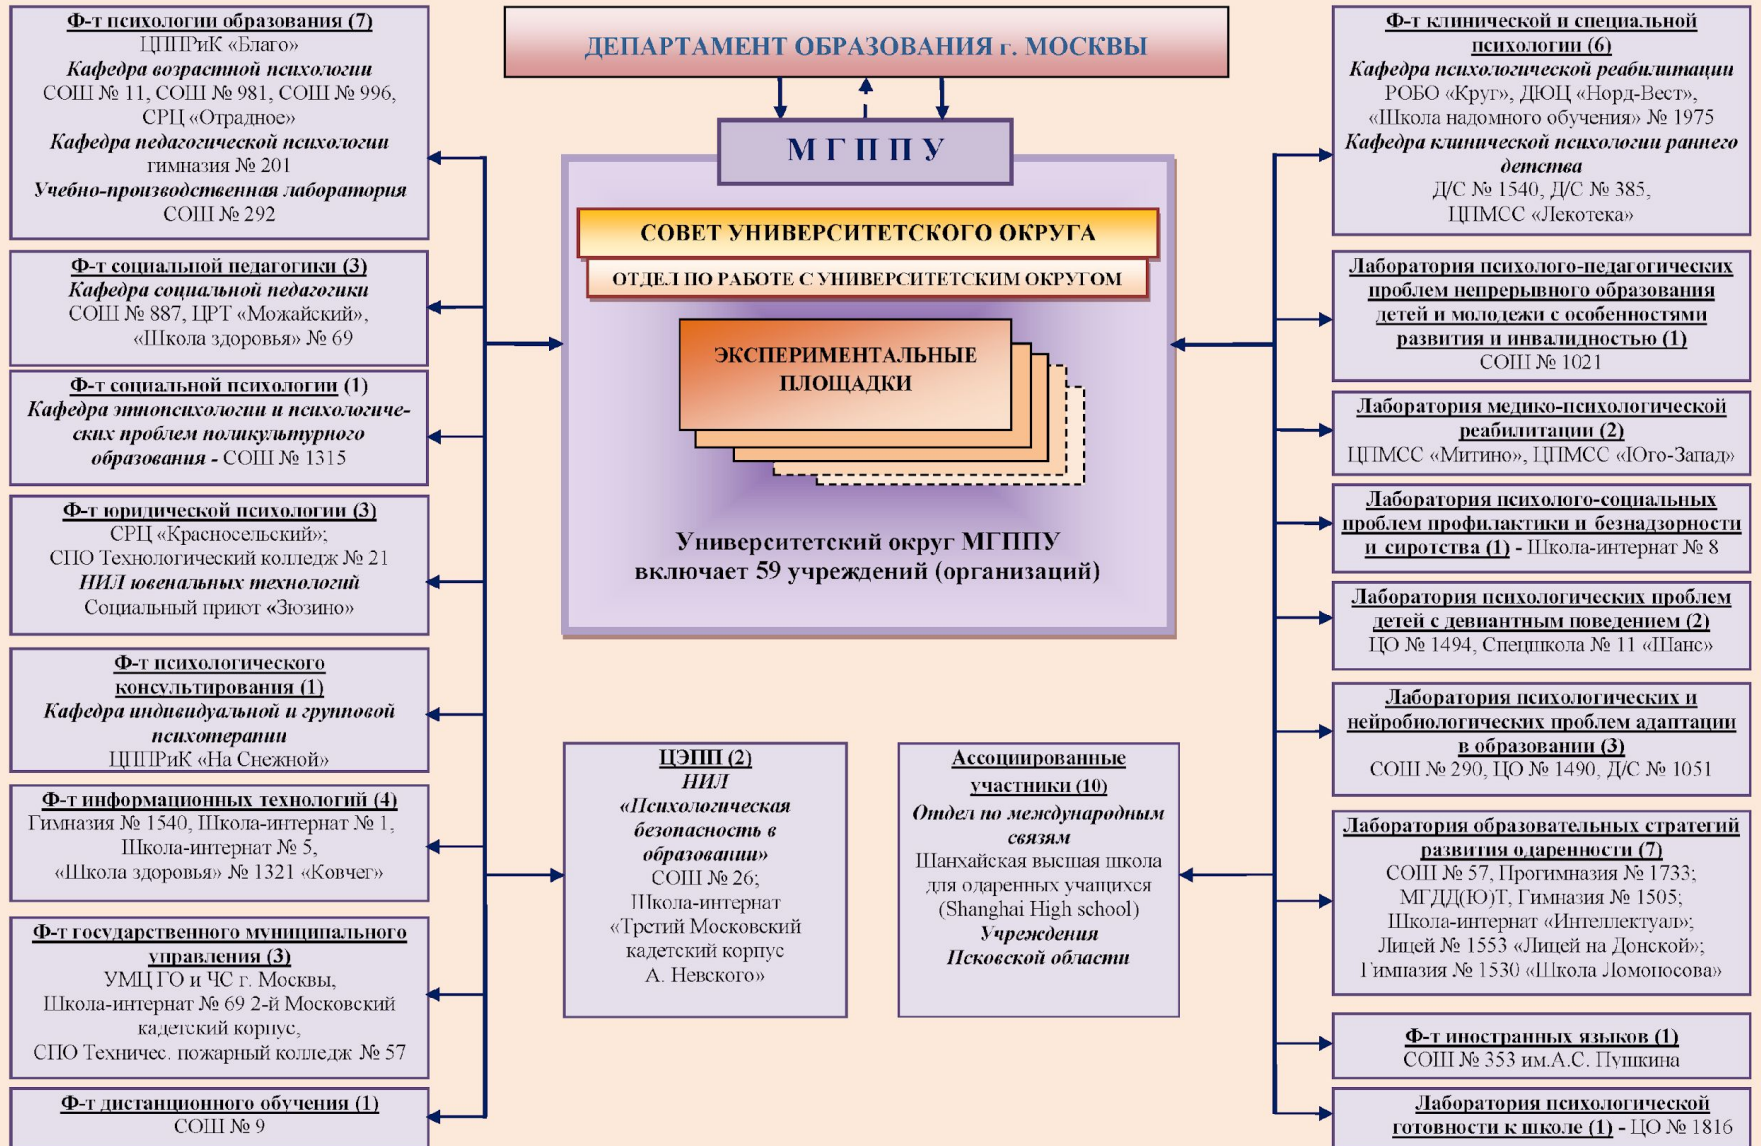 Ф-т психологии образования (7)
ЦППРиК «Благо»
Кафедра возрастной психологии
СОШ № 11, СОШ № 981, СОШ № 996,
СРЦ «Отрадное»
Кафедра педагогической психологии
гимназия № 201
Учебно-производственная лаборатория
СОШ № 292
Ф-т социальной педагогики (3)
Кафедра социальной педагогики
СОШ № 887, ЦРТ «Можайский»,
«Школа здоровья» № 69
Ф-т социальной психологии (1)
Кафедра этнопсихологии и психологиче-
ских проблем поликультурного
образования - СОШ № 1315
Ф-т юридической психологии (3)
СРЦ «Красносельский»;
СПО Технологический колледж № 21
НИЛ ювенальных технологий
Социальный приют «Зюзино»
Ф-т психологического
консультирования (1)
Кафедра индивидуальной и групповой
психотерапии
ЦППРиК «На Снежной»
Ф-т информационных технологий (4)
Гимназия № 1540, Школа-интернат № 1,
Школа-интернат № 5,
«Школа здоровья» № 1321 «Ковчег»
Ф-т государственного муниципального
управления (3)
УМЦ ГО и ЧС г. Москвы,
Школа-интернат № 69 2-й Московский
кадетский корпус,
СПО Техничес. пожарный колледж № 57
Ф-т дистанционного обучения (1)
СОШ № 9
ДЕПАРТАМЕНТ ОБРАЗОВАНИЯ г. МОСКВЫ
М Г П П У
СОВЕТ УНИВЕРСИТЕТСКОГО ОКРУГА
ОТДЕЛ ПО РАБОТЕ С УНИВЕРСИТЕТСКИМ ОКРУГОМ
ЭКСПЕРИМЕНТАЛЬНЫЕ
ПЛОЩАДКИ
Университетский округ МГППУ
включает 59 учреждений (организаций)
ЦЭПП (2)
НИЛ
«Психологическая
безопасность в
образовании»
СОШ № 26;
Школа-интернат
«Третий Московский
кадетский корпус
А. Невского»
Ассоциированные
участники (10)
Отдел по международным
связям
Шанхайская высшая школа
для одаренных учащихся
(Shanghai High school)
Учреждения
Псковской области
Ф-т клинической и специальной
психологии (6)
Кафедра психологической реабилитации
РОБО «Круг», ДЮЦ «Норд-Вест»,
«Школа надомного обучения» № 1975
Кафедра клинической психологии раннего
детства
Д/С № 1540, Д/С № 385,
ЦПМСС «Лекотека»
Лаборатория психолого-педагогических
проблем непрерывного образования
детей и молодежи с особенностями
развития и инвалидностью (1)
СОШ № 1021
Лаборатория медико-психологической
реабилитации (2)
ЦПМСС «Митино», ЦПМСС «Юго-Запад»
Лаборатория психолого-социальных
проблем профилактики и безнадзорности
и сиротства (1) - Школа-интернат № 8
Лаборатория психологических проблем
детей с девиантным поведением (2)
ЦО № 1494, Спецшкола № 11 «Шанс»
Лаборатория психологических и
нейробиологических проблем адаптации
в образовании (3)
СОШ № 290, ЦО № 1490, Д/С № 1051
Лаборатория образовательных стратегий
развития одаренности (7)
СОШ № 57, Прогимназия № 1733;
МГДД(Ю)Т, Гимназия № 1505;
Школа-интернат «Интеллектуал»;
Лицей № 1553 «Лицей на Донской»;
Гимназия № 1530 «Школа Ломоносова»
Ф-т иностранных языков (1)
СОШ № 353 им.А.С. Пушкина
Лаборатория психологической
готовности к школе (1) - ЦО № 1816